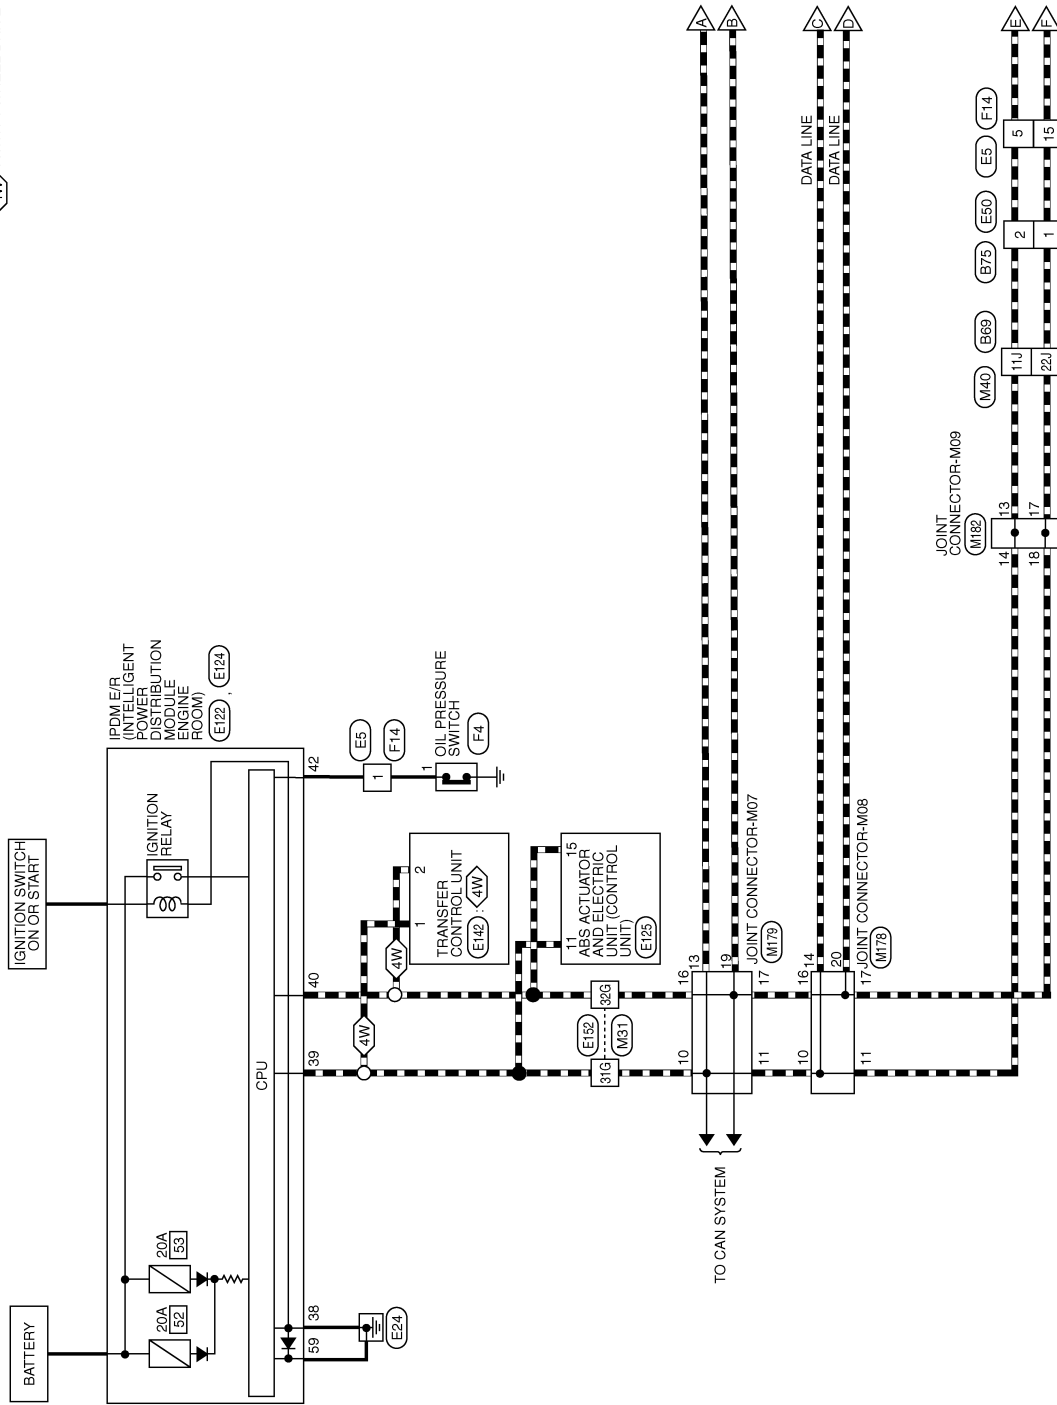 IGNITION SWITCH
ON OR START
BATTERY
IPDM E/R
(INTELLIGENT
POWER
DISTRIBUTION
MODULE
ENGINE
ROOM)
E122 , E124
IGNITION
RELAY
20A
53
20A
52
CPU
59
38
39
40
42
E24
E5
1
F14
1
OIL PRESSURE
SWITCH
F4
4W
4W
1
2
TRANSFER
CONTROL UNIT
E142 : 4W
11
15
ABS ACTUATOR
AND ELECTRIC
UNIT (CONTROL
UNIT)
E125
31G
32G
E152
M31
10
16
13
19
11
17
JOINT CONNECTOR-M07
M179
TO CAN SYSTEM
10
16
14
20
11
17
JOINT CONNECTOR-M08
M178
DATA LINE
DATA LINE
A
B
C
D
JOINT
CONNECTOR-M09
M182
14
13
18
17
M40
B69
11J
22J
B75
E50
2
1
E5
F14
5
15
E
F